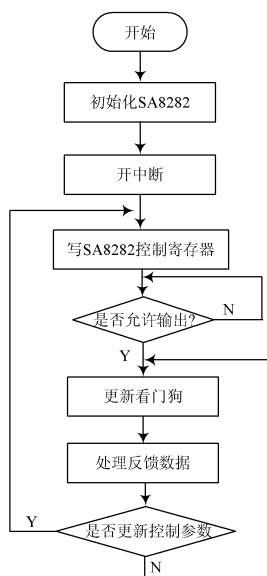 开始
初始化SA8282
开中断
写SA8282控制寄存器
是否允许输出?
N
Y
更新看门狗
处理反馈数据
Y
是否更新控制参数
N